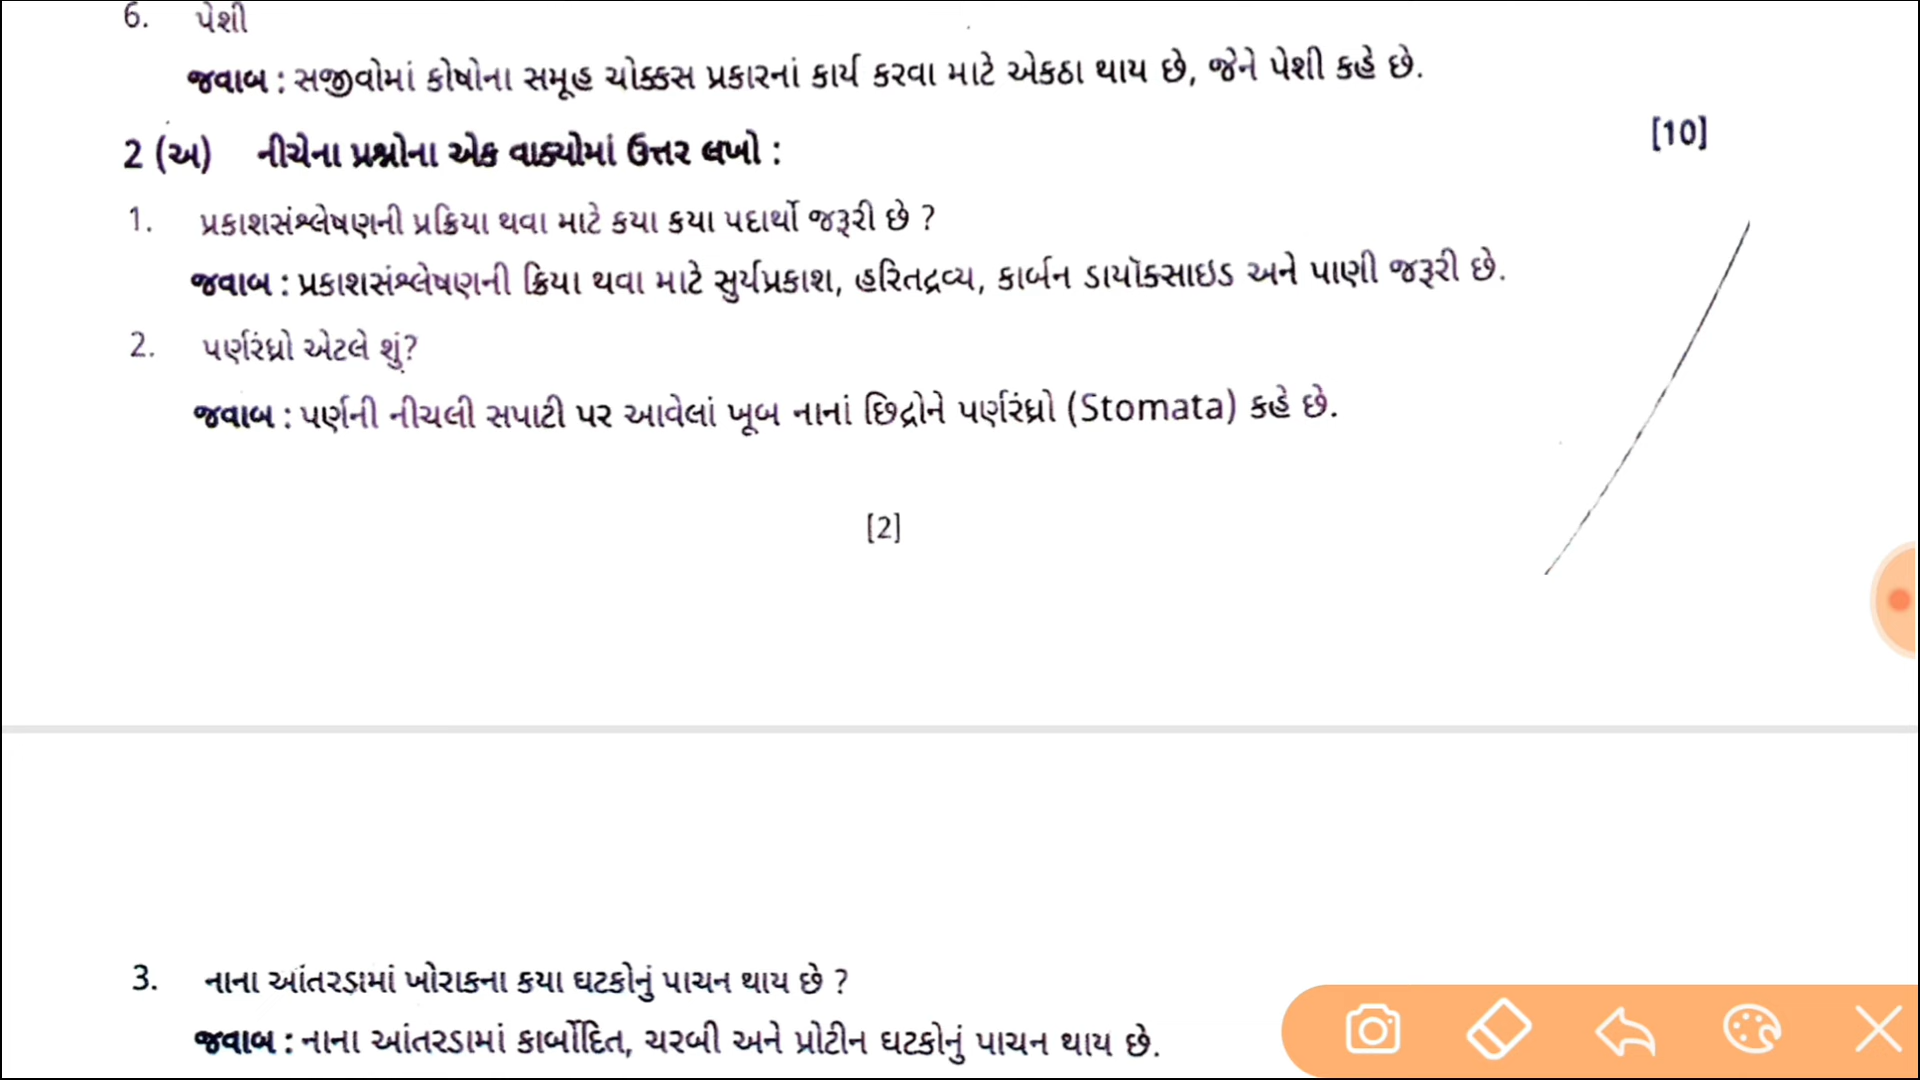 6. પેશી
જવાબ : સજીવોમાં કોષોના સમૂહ ચોક્કસ પ્રકારનાં કાર્ય કરવા માટે એકઠા થાય છે, જેને પેશી કહે છે.
2 (અ) નીચેના પ્રશ્નોના એક વાક્યોમાં ઉત્તર લખો : [10]
1. પ્રકાશસંશ્લેષણની પ્રક્રિયા થવા માટે કયા કયા પદાર્થો જરૂરી છે ?
જવાબ : પ્રકાશસંશ્લેષણની ક્રિયા થવા માટે સુર્યપ્રકાશ, હરિતદ્રવ્ય, કાર્બન ડાયૉક્સાઇડ અને પાણી જરૂરી છે.
2. પર્ણરંધ્રો એટલે શું?
જવાબ : પર્ણની નીચલી સપાટી પર આવેલાં ખૂબ નાનાં છિદ્રોને પર્ણરંધ્રો (Stomata) કહે છે.
[2]
3. નાના આંતરડામાં ખોરાકના કયા ઘટકોનું પાચન થાય છે ?
જવાબ : નાના આંતરડામાં કાર્બોદિત, ચરબી અને પ્રોટીન ઘટકોનું પાચન થાય છે.